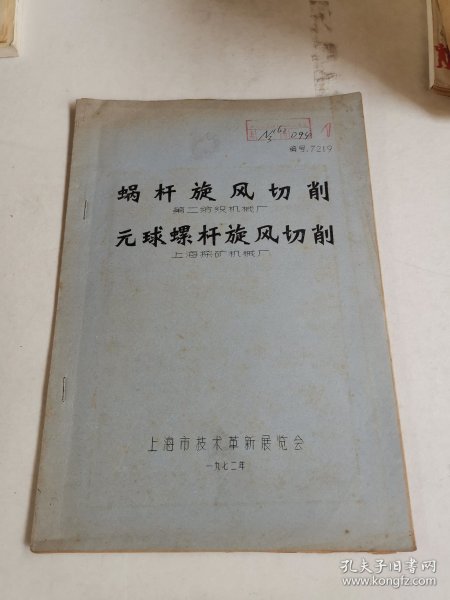 编号.7219
蜗杆旋风切削
第二纺织机械厂
元球螺杆旋风切削
上海探矿机械厂
上海市技术革新展览会
一九七二年
孔夫子旧书网
www.kongfz.com